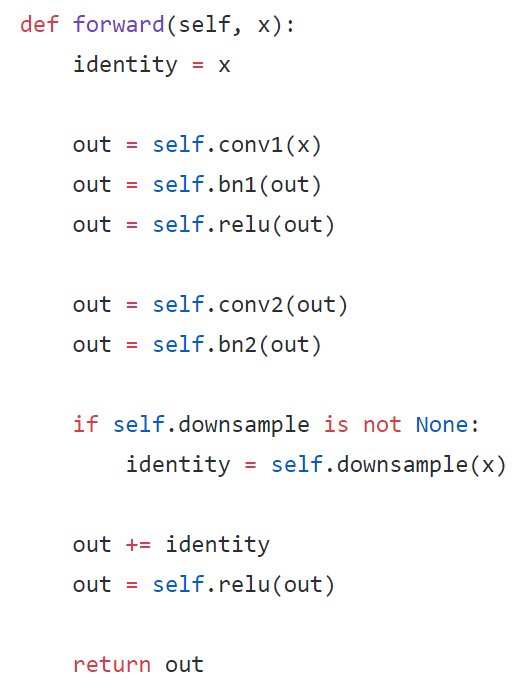 def forward(self, x):
    identity = x

    out = self.conv1(x)
    out = self.bn1(out)
    out = self.relu(out)

    out = self.conv2(out)
    out = self.bn2(out)

    if self.downsample is not None:
        identity = self.downsample(x)

    out += identity
    out = self.relu(out)

    return out